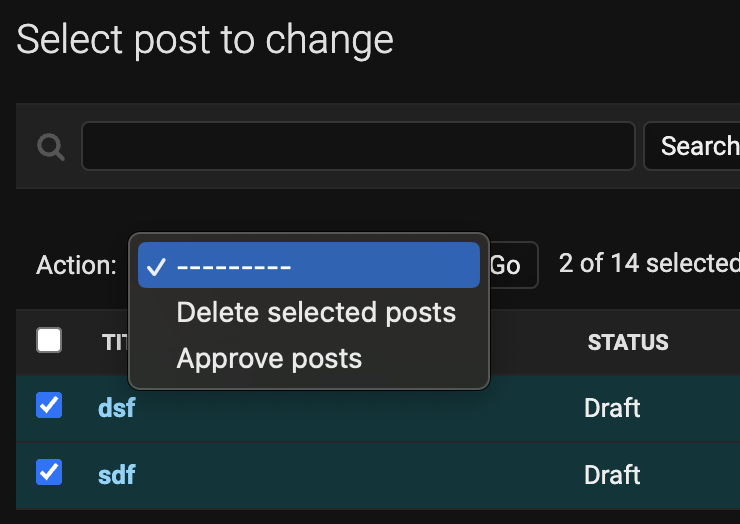 Select post to change
Search
Action:
---------
Go
2 of 14 selected
Delete selected posts
Approve posts
STATUS
dsf
Draft
sdf
Draft